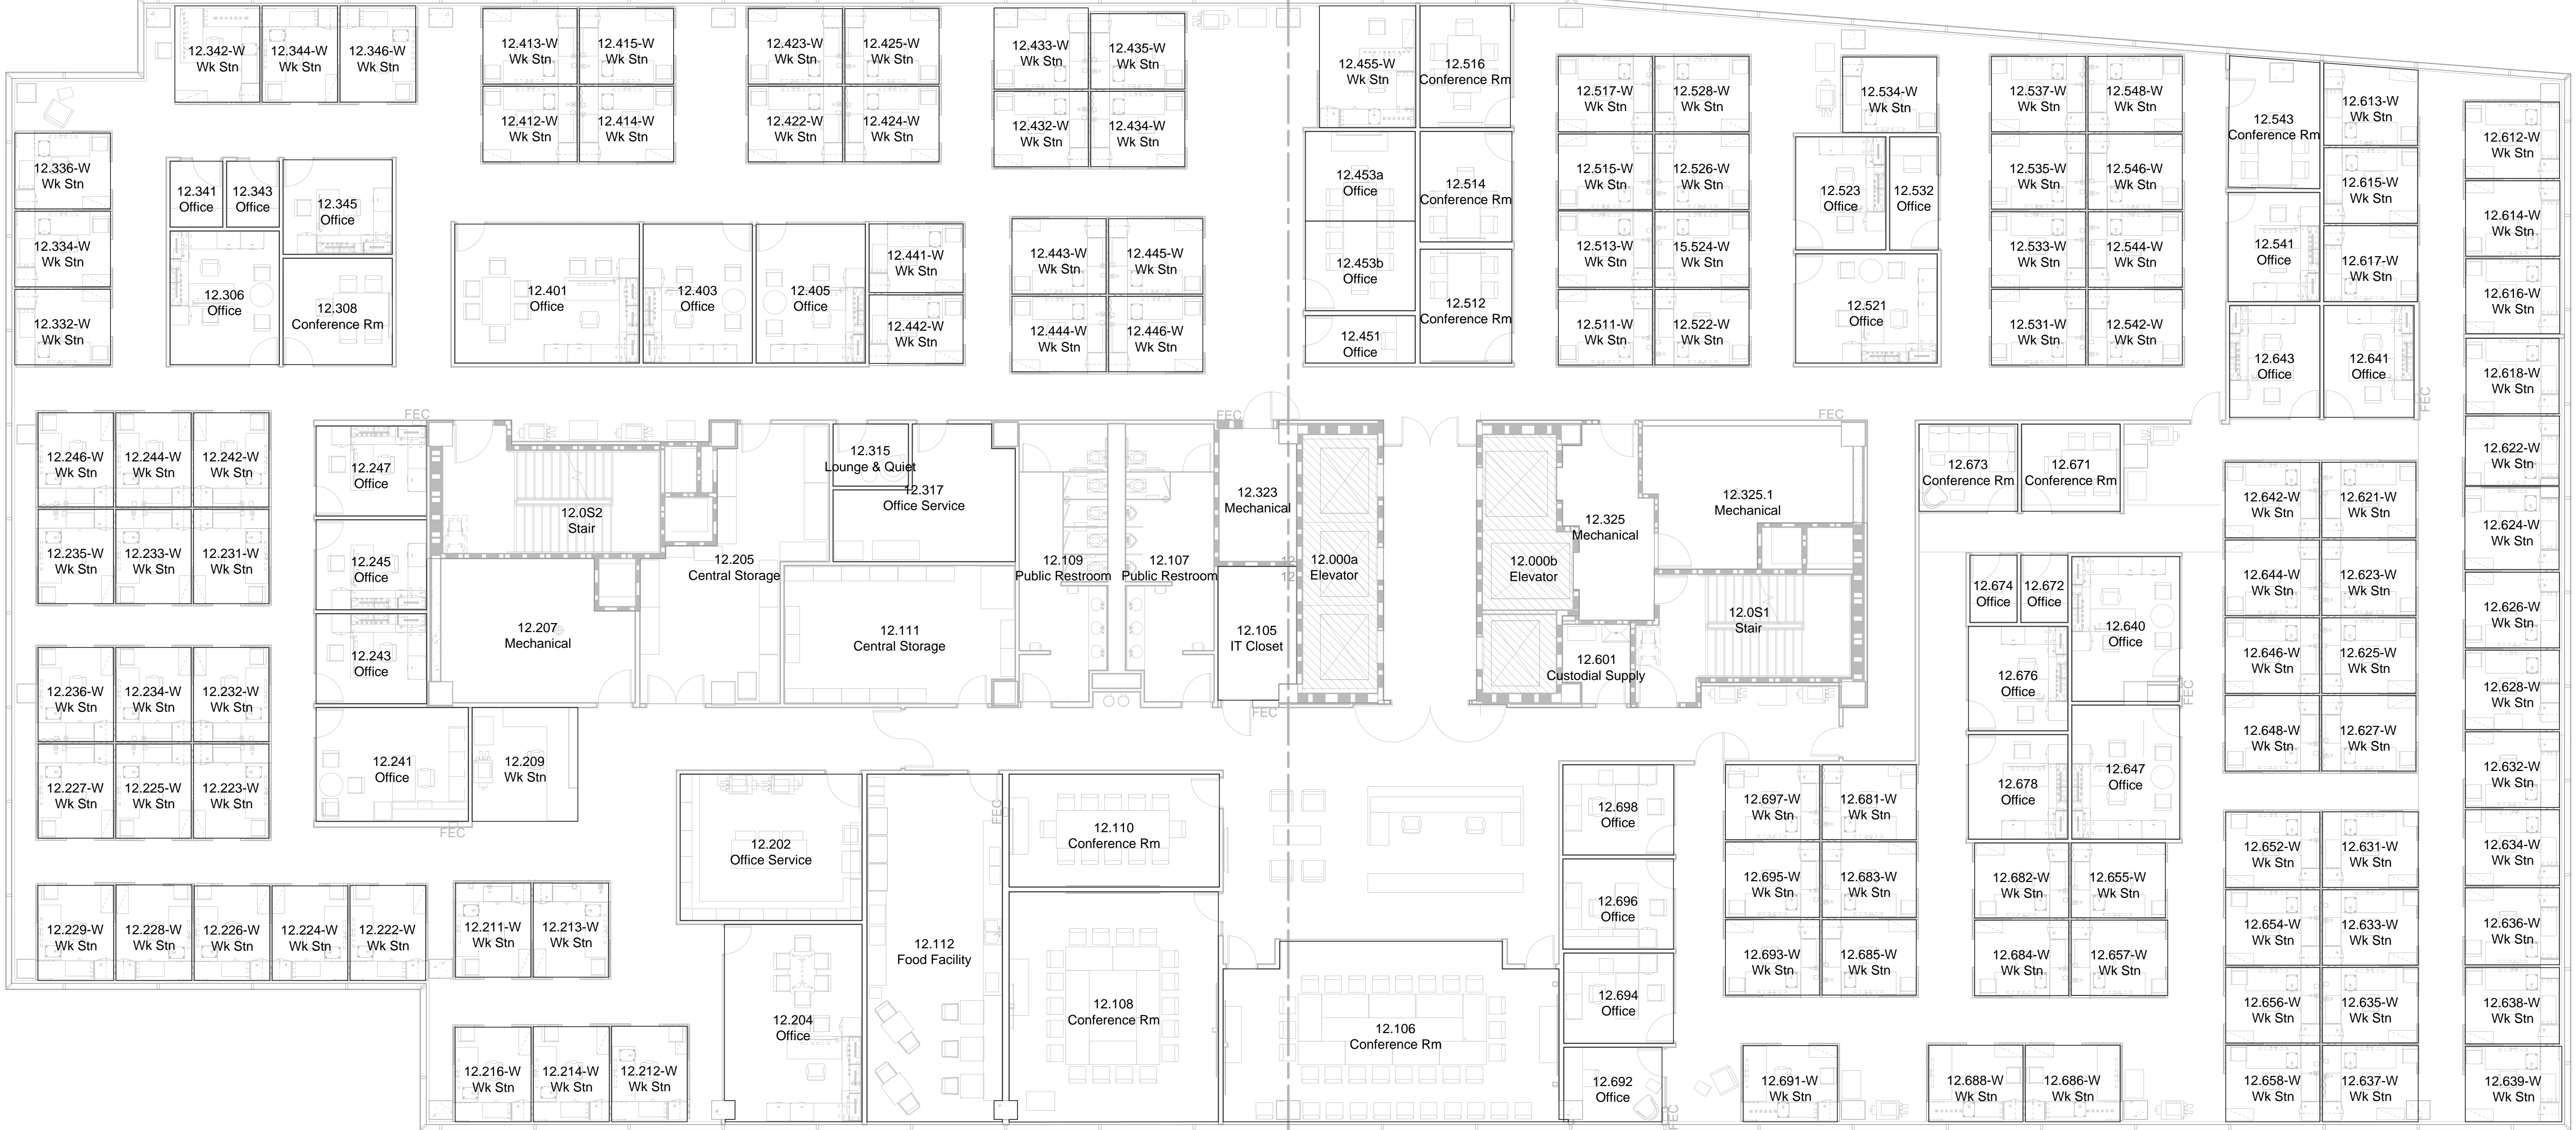 12.342-W
Wk Stn
12.344-W
Wk Stn
12.346-W
Wk Stn
12.413-W
Wk Stn
12.415-W
Wk Stn
12.412-W
Wk Stn
12.414-W
Wk Stn
12.423-W
Wk Stn
12.425-W
Wk Stn
12.422-W
Wk Stn
12.424-W
Wk Stn
12.433-W
Wk Stn
12.435-W
Wk Stn
12.432-W
Wk Stn
12.434-W
Wk Stn
12.455-W
Wk Stn
12.516
Conference Rm
12.517-W
Wk Stn
12.528-W
Wk Stn
12.534-W
Wk Stn
12.537-W
Wk Stn
12.548-W
Wk Stn
12.543
Conference Rm
12.613-W
Wk Stn
12.612-W
Wk Stn
12.336-W
Wk Stn
12.334-W
Wk Stn
12.332-W
Wk Stn
12.341
Office
12.343
Office
12.345
Office
12.306
Office
12.308
Conference Rm
12.401
Office
12.403
Office
12.405
Office
12.441-W
Wk Stn
12.442-W
Wk Stn
12.443-W
Wk Stn
12.445-W
Wk Stn
12.444-W
Wk Stn
12.446-W
Wk Stn
12.453a
Office
12.453b
Office
12.451
Office
12.514
Conference Rm
12.512
Conference Rm
12.515-W
Wk Stn
12.526-W
Wk Stn
12.513-W
Wk Stn
15.524-W
Wk Stn
12.511-W
Wk Stn
12.522-W
Wk Stn
12.523
Office
12.532
Office
12.521
Office
12.535-W
Wk Stn
12.546-W
Wk Stn
12.533-W
Wk Stn
12.544-W
Wk Stn
12.531-W
Wk Stn
12.542-W
Wk Stn
12.541
Office
12.615-W
Wk Stn
12.617-W
Wk Stn
12.643
Office
12.641
Office
12.614-W
Wk Stn
12.616-W
Wk Stn
12.618-W
Wk Stn
12.622-W
Wk Stn
12.624-W
Wk Stn
12.626-W
Wk Stn
12.628-W
Wk Stn
12.632-W
Wk Stn
12.634-W
Wk Stn
12.636-W
Wk Stn
12.638-W
Wk Stn
12.639-W
Wk Stn
FEC
FEC
FEC
FEC
12.246-W
Wk Stn
12.244-W
Wk Stn
12.242-W
Wk Stn
12.235-W
Wk Stn
12.233-W
Wk Stn
12.231-W
Wk Stn
12.247
Office
12.245
Office
12.243
Office
12.0S2
Stair
12.207
Mechanical
12.205
Central Storage
12.315
Lounge & Quiet
12.317
Office Service
12.111
Central Storage
12.109
Public Restroom
12.107
Public Restroom
12.323
Mechanical
12.105
IT Closet
12
12
12.000a
Elevator
12.000b
Elevator
12.325
Mechanical
12.325.1
Mechanical
12.0S1
Stair
12.601
Custodial Supply
12.673
Conference Rm
12.671
Conference Rm
12.674
Office
12.672
Office
12.640
Office
12.676
Office
12.678
Office
12.647
Office
FEC
12.642-W
Wk Stn
12.621-W
Wk Stn
12.644-W
Wk Stn
12.623-W
Wk Stn
12.646-W
Wk Stn
12.625-W
Wk Stn
12.648-W
Wk Stn
12.627-W
Wk Stn
12.236-W
Wk Stn
12.234-W
Wk Stn
12.232-W
Wk Stn
12.227-W
Wk Stn
12.225-W
Wk Stn
12.223-W
Wk Stn
12.241
Office
12.209
Wk Stn
FEC
FEC
FEC
12.202
Office Service
12.204
Office
12.112
Food Facility
12.110
Conference Rm
12.108
Conference Rm
12.106
Conference Rm
12.698
Office
12.696
Office
12.694
Office
12.692
Office
FEC
12.697-W
Wk Stn
12.681-W
Wk Stn
12.695-W
Wk Stn
12.683-W
Wk Stn
12.693-W
Wk Stn
12.685-W
Wk Stn
12.682-W
Wk Stn
12.655-W
Wk Stn
12.684-W
Wk Stn
12.657-W
Wk Stn
12.652-W
Wk Stn
12.631-W
Wk Stn
12.654-W
Wk Stn
12.633-W
Wk Stn
12.656-W
Wk Stn
12.635-W
Wk Stn
12.658-W
Wk Stn
12.637-W
Wk Stn
12.229-W
Wk Stn
12.228-W
Wk Stn
12.226-W
Wk Stn
12.224-W
Wk Stn
12.222-W
Wk Stn
12.211-W
Wk Stn
12.213-W
Wk Stn
12.216-W
Wk Stn
12.214-W
Wk Stn
12.212-W
Wk Stn
12.691-W
Wk Stn
12.688-W
Wk Stn
12.686-W
Wk Stn